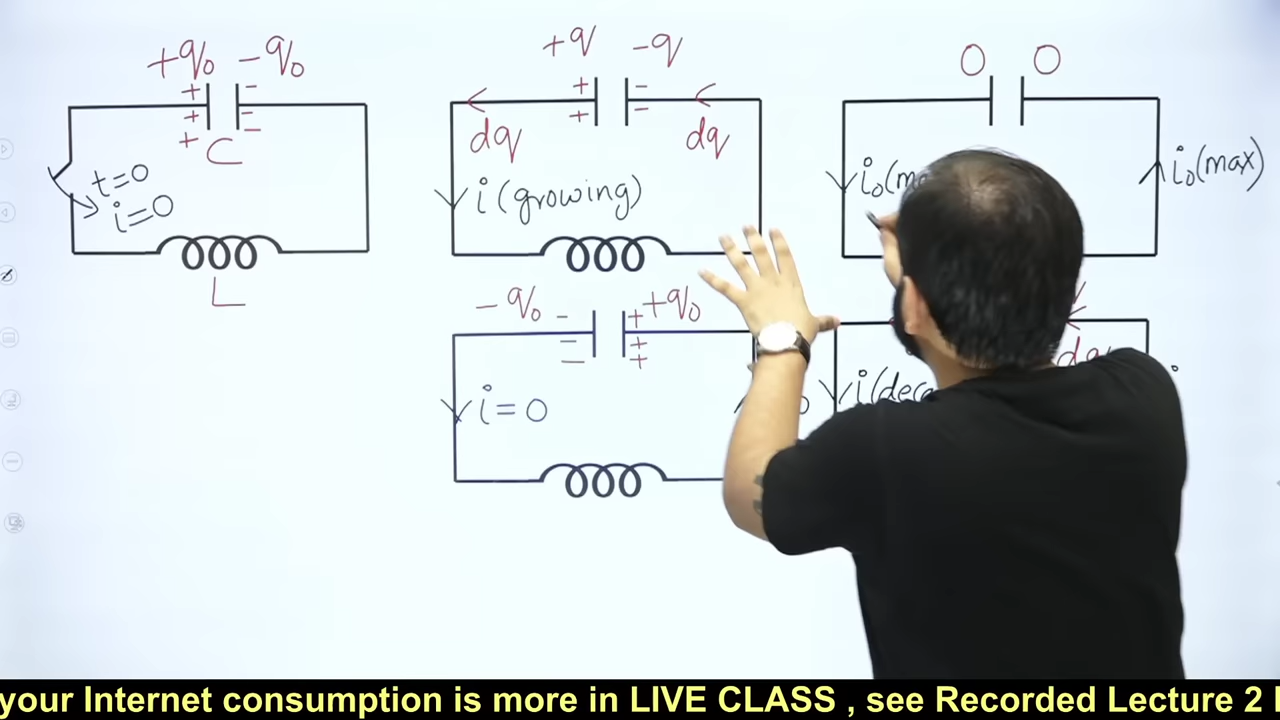 +q₀ -q₀
C
t=0
i=0
L
+q -q
dq dq
i (growing)
0 0
i₀(max)
-q₀ +q₀
i=0
dq
your Internet consumption is more in LIVE CLASS , see Recorded Lecture 2